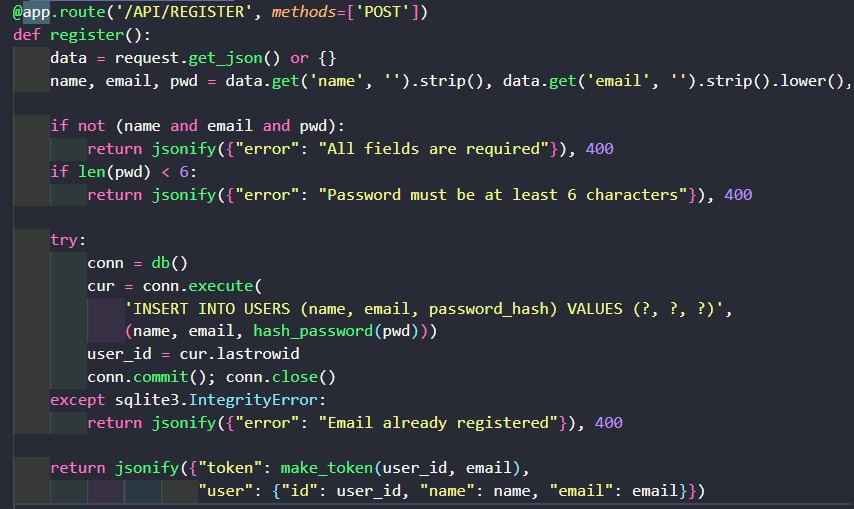 @app.route('/API/REGISTER', methods=['POST'])
def register():
    data = request.get_json() or {}
    name, email, pwd = data.get('name', '').strip(), data.get('email', '').strip().lower(),
    if not (name and email and pwd):
        return jsonify({"error": "All fields are required"}), 400
    if len(pwd) < 6:
        return jsonify({"error": "Password must be at least 6 characters"}), 400
    try:
        conn = db()
        cur = conn.execute(
            'INSERT INTO USERS (name, email, password_hash) VALUES (?, ?, ?)',
            (name, email, hash_password(pwd)))
        user_id = cur.lastrowid
        conn.commit(); conn.close()
    except sqlite3.IntegrityError:
        return jsonify({"error": "Email already registered"}), 400
    return jsonify({"token": make_token(user_id, email),
                    "user": {"id": user_id, "name": name, "email": email}})